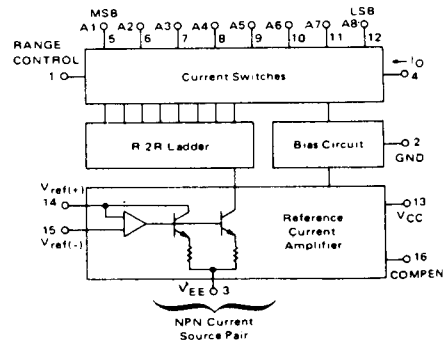 MSB
LSB
A1 A2 A3 A4 A5 A6 A7 A8
5 6 7 8 9 10 11 12
RANGE
CONTROL
1
Current Switches
I O
4
R 2R Ladder
Bias Circuit
2
GND
Vref(+)
14
15
Vref(-)
Reference
Current
Amplifier
13
VCC
16
COMPEN
VEE 3
NPN Current
Source Pair